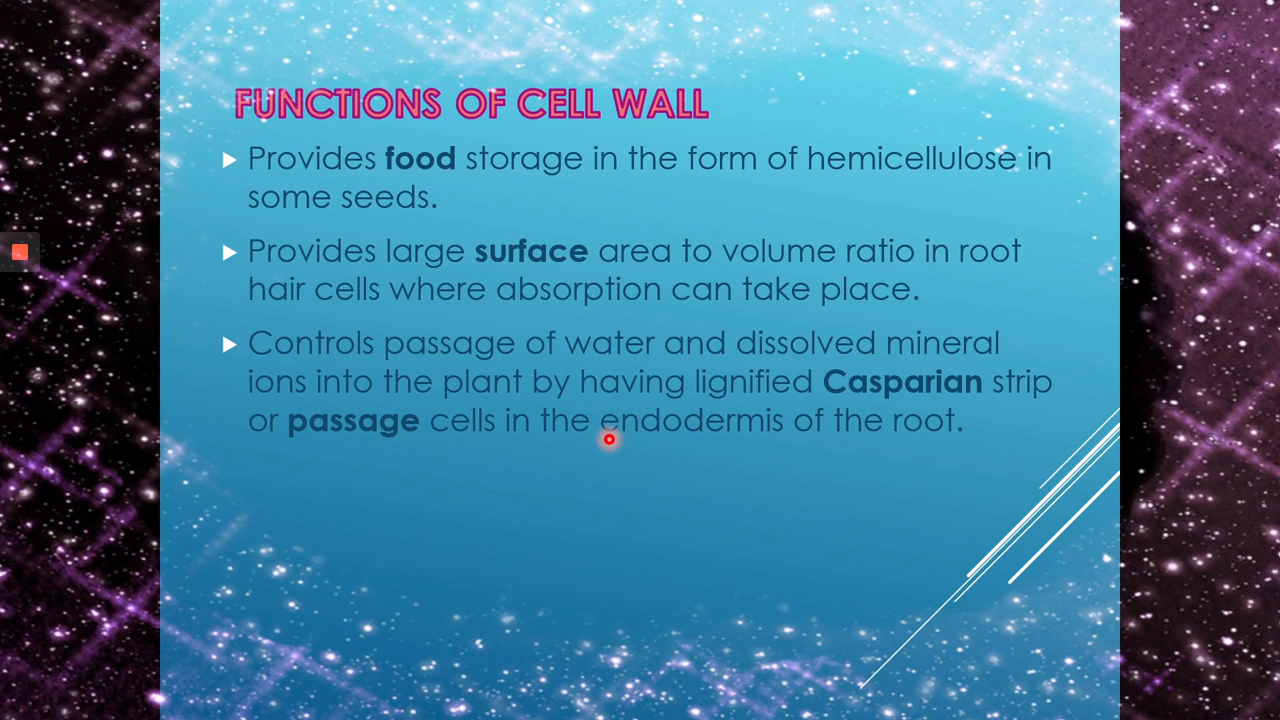 FUNCTIONS OF CELL WALL
Provides food storage in the form of hemicellulose in
some seeds.
Provides large surface area to volume ratio in root
hair cells where absorption can take place.
Controls passage of water and dissolved mineral
ions into the plant by having lignified Casparian strip
or passage cells in the endodermis of the root.